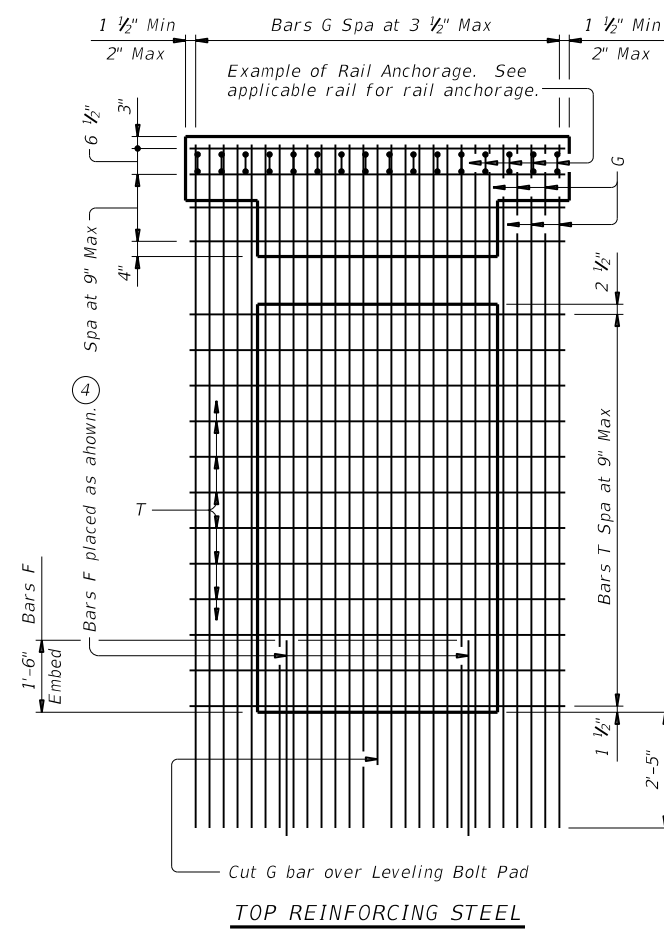 1 ½" Min
2" Max
Bars G Spa at 3 ½" Max
1 ½" Min
2" Max
Example of Rail Anchorage. See
applicable rail for rail anchorage.
3"
6 ½"
G
Spa at 9" Max
4"
2 ½"
4
Bars F placed as ahown.
T
Bars T Spa at 9" Max
Bars F
1'-6"
Embed
1 ½"
2'-5"
Cut G bar over Leveling Bolt Pad
TOP REINFORCING STEEL